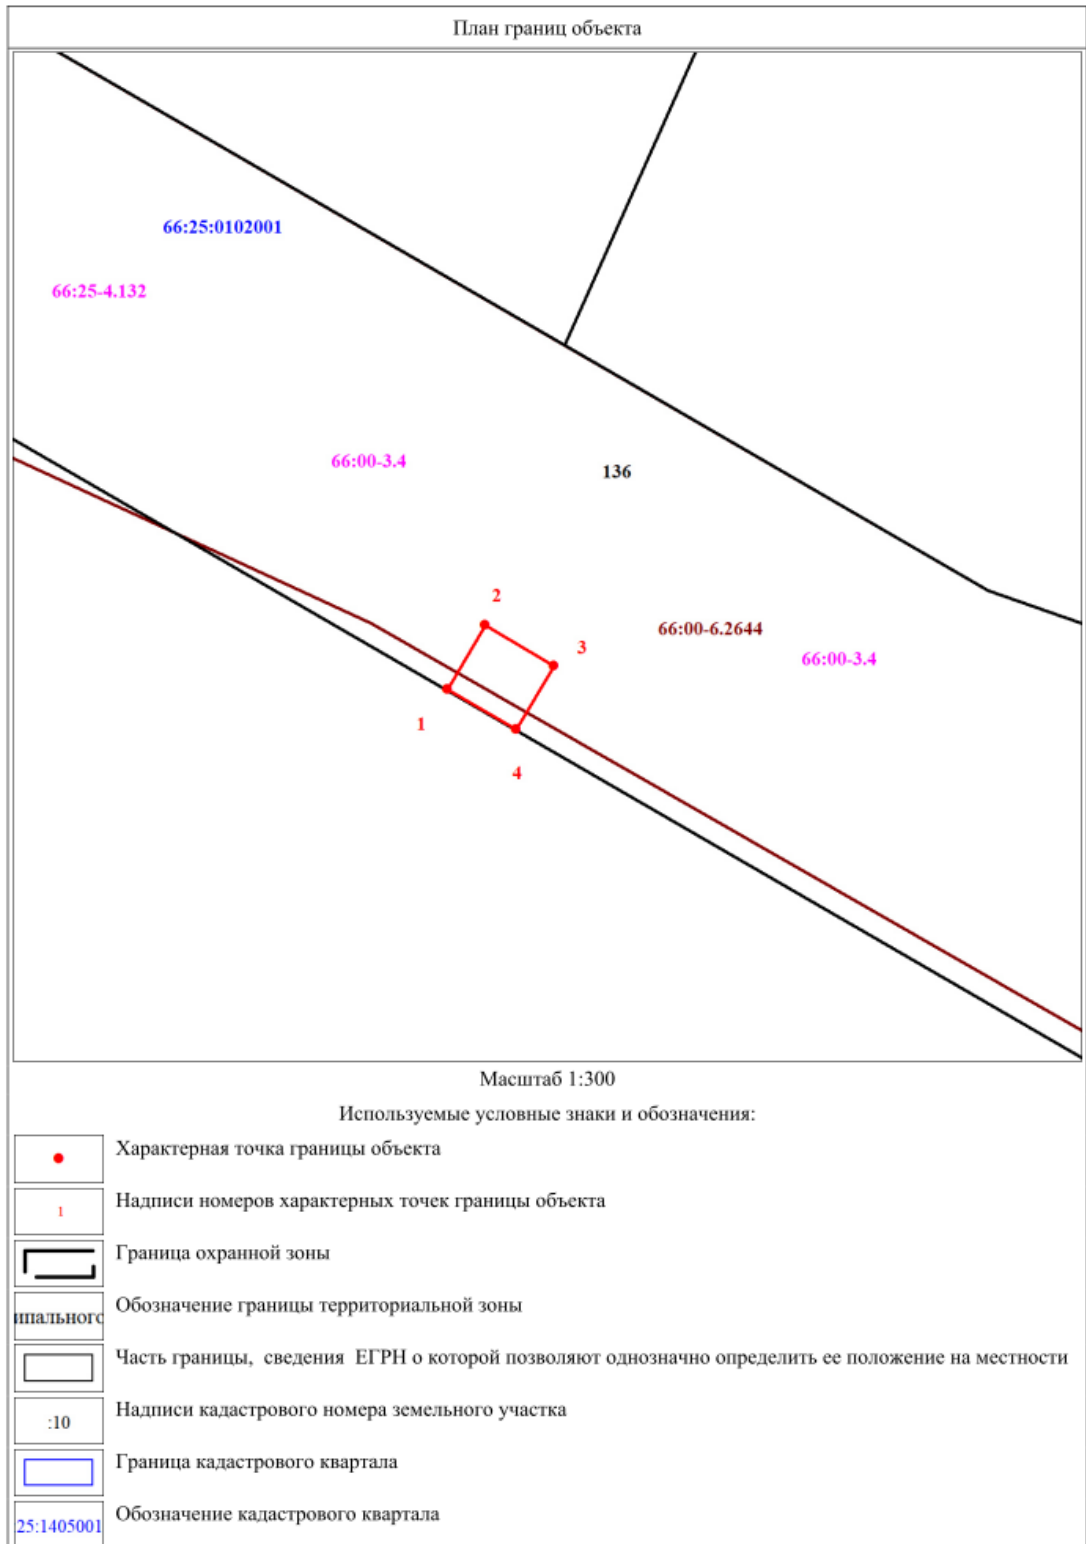 План границ объекта
66:25:0102001
66:25-4.132
66:00-3.4
136
2
66:00-6.2644
3
66:00-3.4
1
4
Масштаб 1:300
Используемые условные знаки и обозначения:
Характерная точка границы объекта
1 Надписи номеров характерных точек границы объекта
Граница охранной зоны
ипального Обозначение границы территориальной зоны
Часть границы, сведения ЕГРН о которой позволяют однозначно определить ее положение на местности
:10 Надписи кадастрового номера земельного участка
Граница кадастрового квартала
25:1405001 Обозначение кадастрового квартала